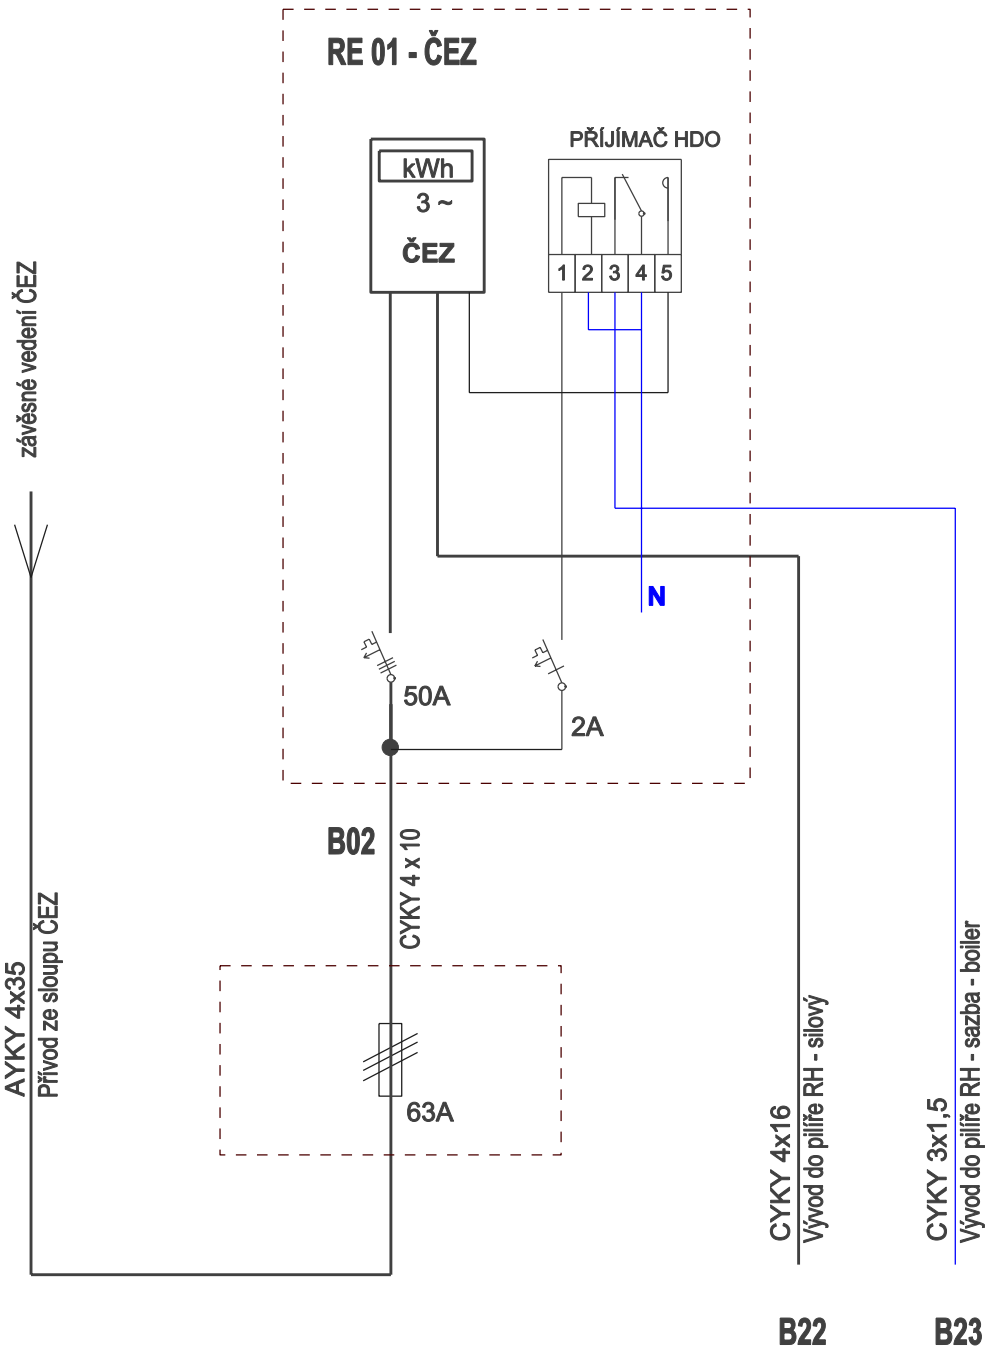 RE 01 - ČEZ
PŘÍJÍMAČ HDO
kWh
3 ~
ČEZ
1 2 3 4 5
závěsné vedení ČEZ
N
50A
2A
B02
CYKY 4 x 10
AYKY 4x35
Přívod ze sloupu ČEZ
63A
CYKY 4x16
Vývod do pilíře RH - silový
CYKY 3x1,5
Vývod do pilíře RH - sazba - boiler
B22
B23